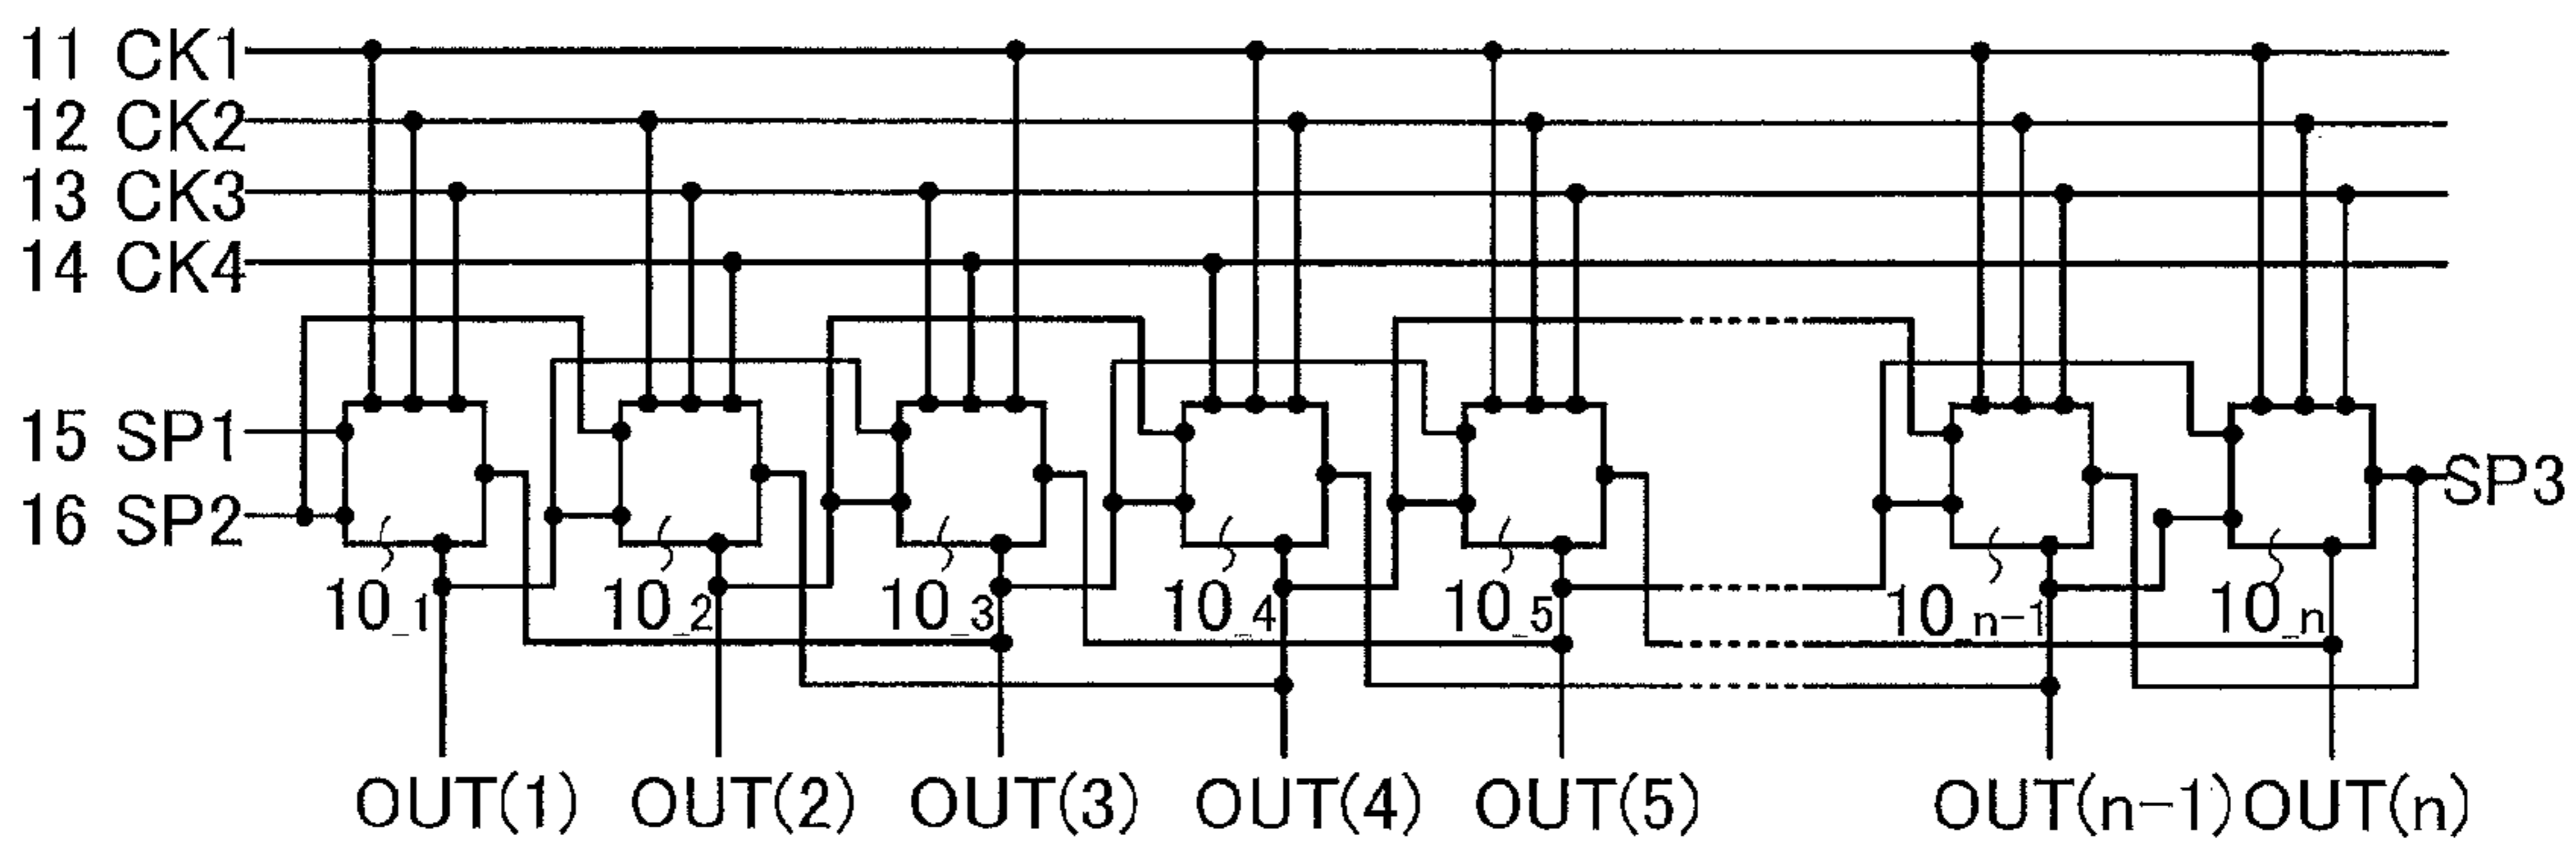 11 CK1
12 CK2
13 CK3
14 CK4
15 SP1
16 SP2
SP3
10_1 10_2 10_3 10_4 10_5 10_n-1 10_n
OUT(1) OUT(2) OUT(3) OUT(4) OUT(5) OUT(n-1) OUT(n)